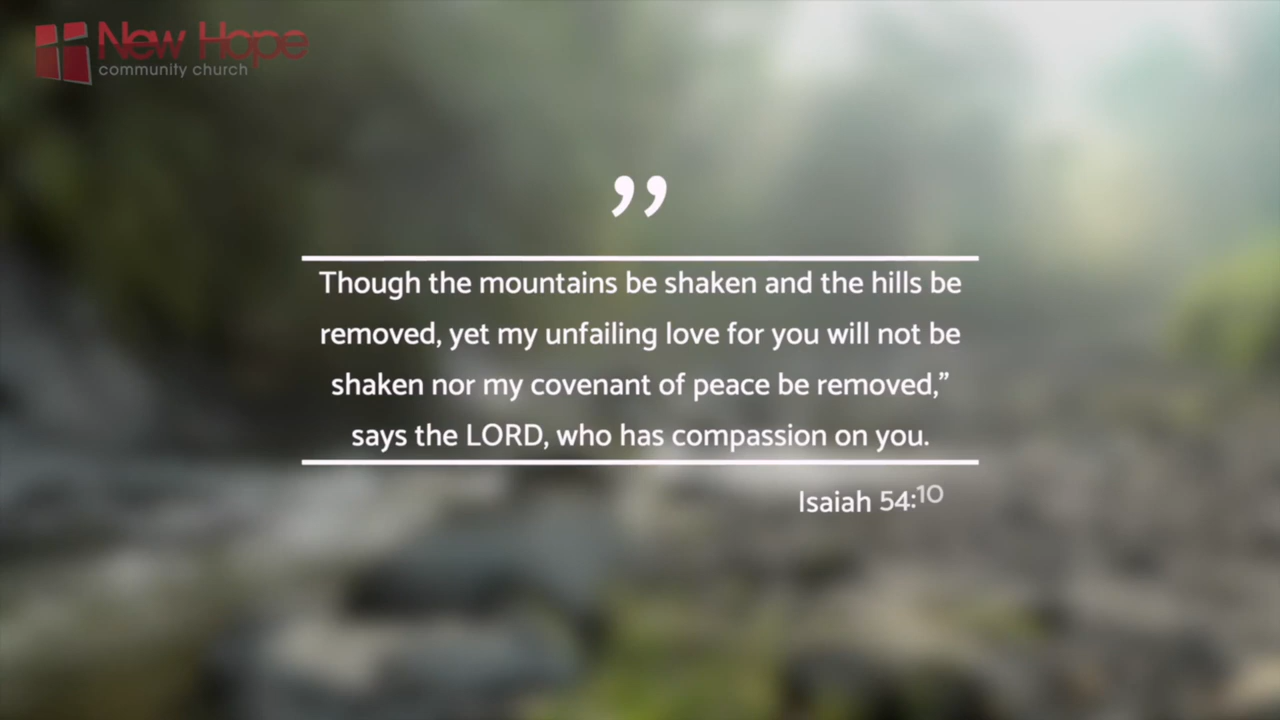 New Hope
community church
”
Though the mountains be shaken and the hills be
removed, yet my unfailing love for you will not be
shaken nor my covenant of peace be removed,”
says the LORD, who has compassion on you.
Isaiah 54:10